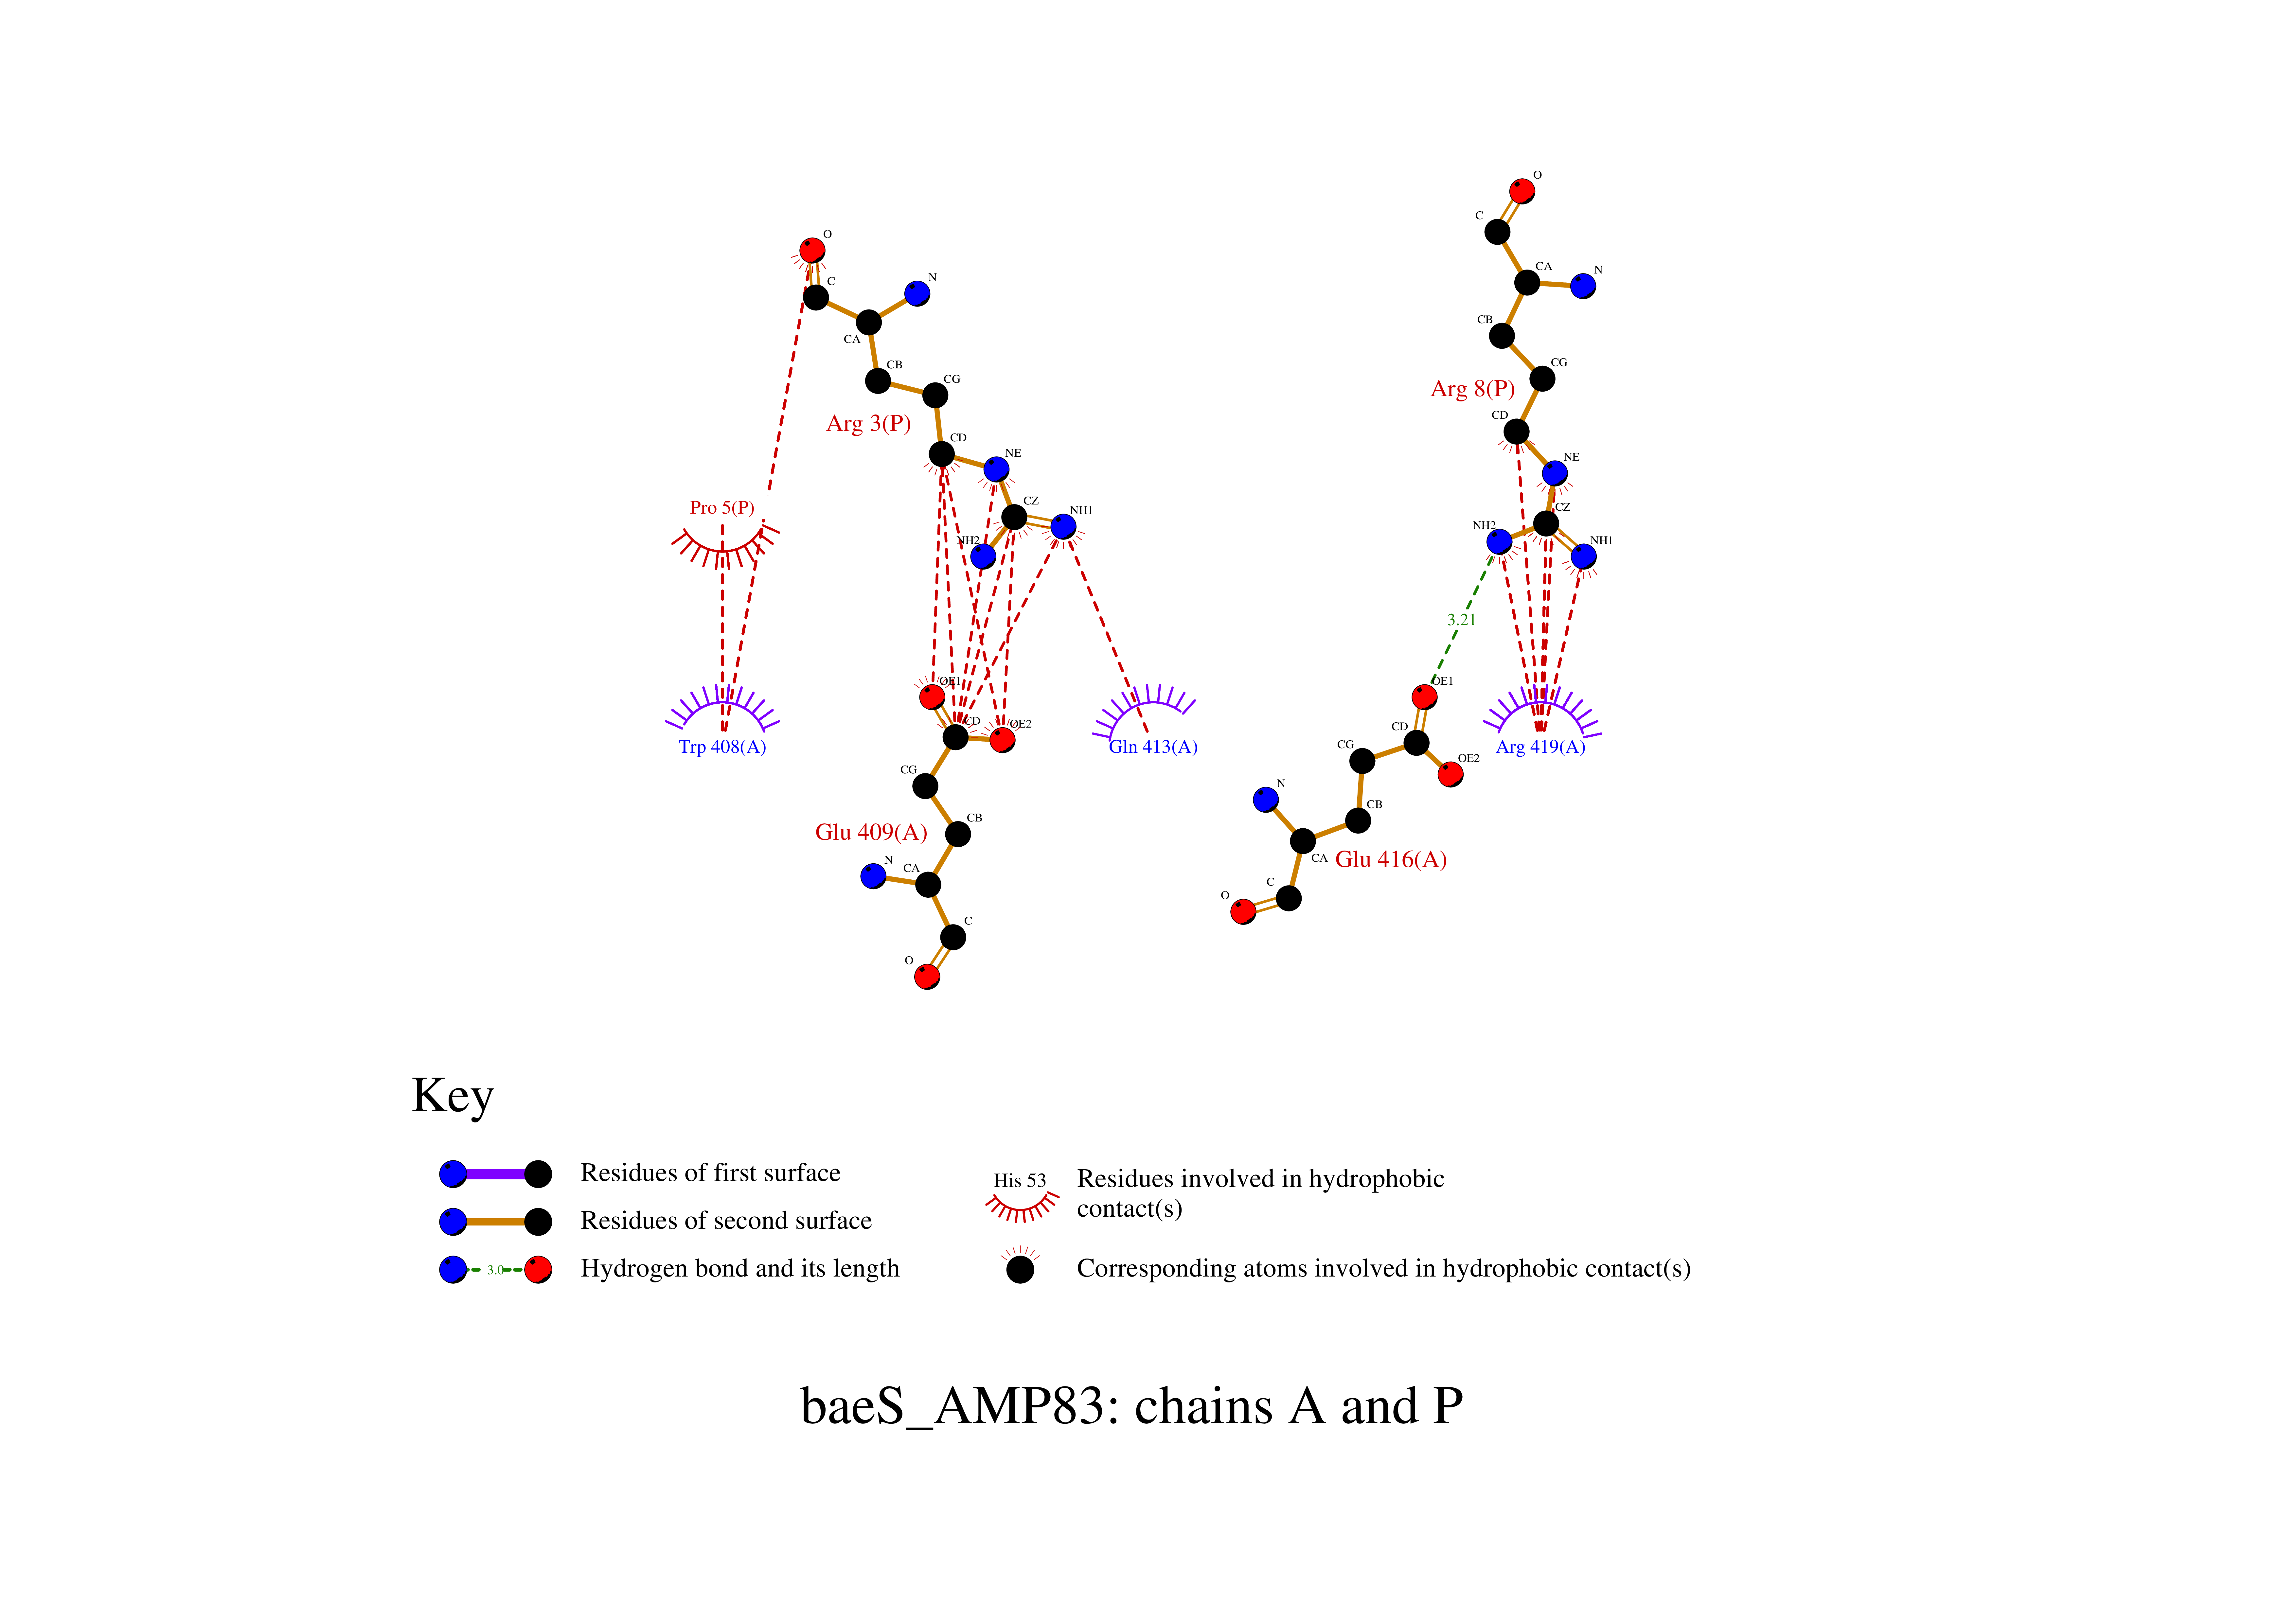 O
C
CA
N
CB
CG
Arg 8(P)
CD
NE
CZ
NH2
NH1
O
C
N
CA
CB
CG
Arg 3(P)
CD
NE
CZ
NH1
NH2
Pro 5(P)
3.21
OE1
CD
OE2
Trp 408(A)
Gln 413(A)
Arg 419(A)
CG
CB
Glu 409(A)
N
CA
C
O
OE1
CD
CG
OE2
N
CB
CA
Glu 416(A)
C
O
Key
Residues of first surface
Residues of second surface
3.0
Hydrogen bond and its length
His 53
Residues involved in hydrophobic
contact(s)
Corresponding atoms involved in hydrophobic contact(s)
baeS_AMP83: chains A and P